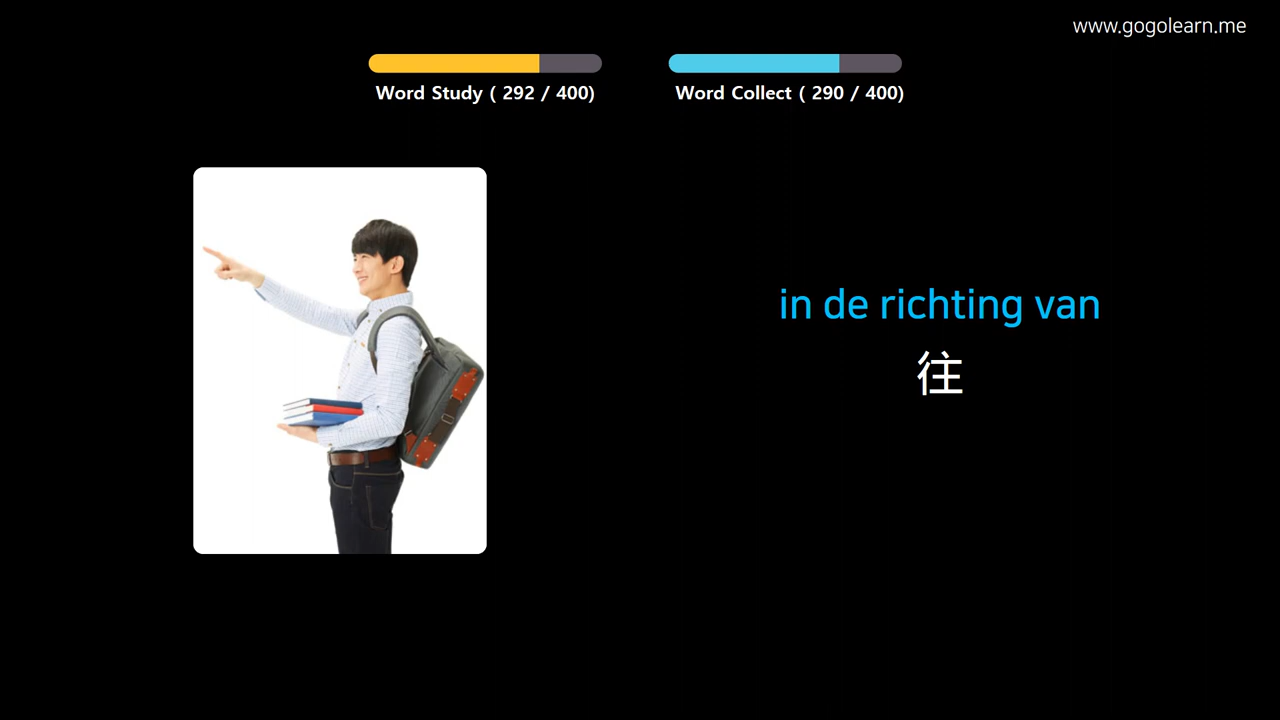 www.gogolearn.me
Word Study ( 292 / 400)
Word Collect ( 290 / 400)
in de richting van
往